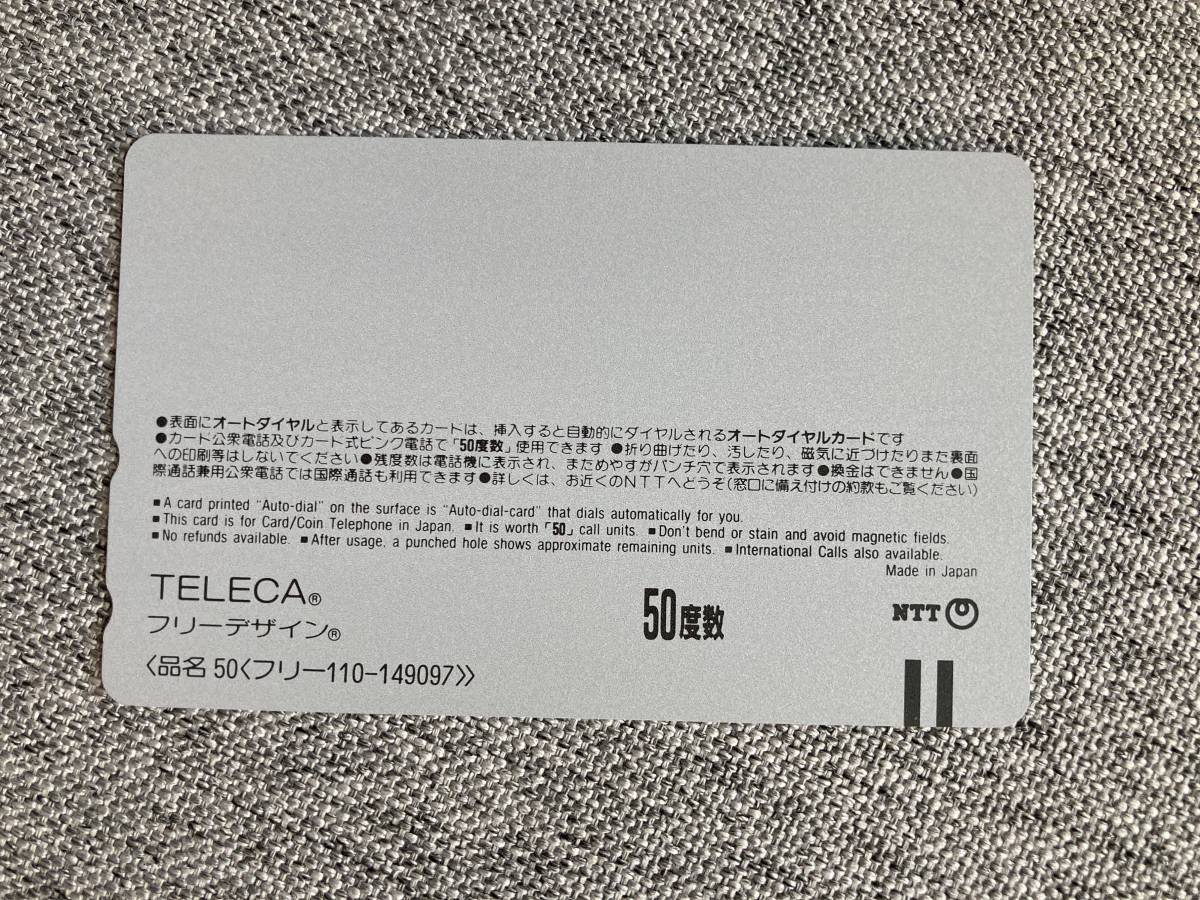 ●表面にオートダイヤルと表示してあるカードは、挿入すると自動的にダイヤルされるオートダイヤルカードです
●カード公衆電話及びカード式ピンク電話で「50度数」使用できます ●折り曲げたり、汚したり、磁気に近づけたりまた裏面
への印刷等はしないでください●残度数は電話機に表示され、まためやすがパンチ穴で表示されます●換金はできません●国
際通話兼用公衆電話では国際通話も利用できます●詳しくは、お近くのNTTへどうぞ(窓口に備え付けの約款もご覧ください)
■A card printed "Auto-dial" on the surface is "Auto-dial-card" that dials automatically for you.
■This card is for Card/Coin Telephone in Japan. ■It is worth「50」call units. ■Don't bend or stain and avoid magnetic fields.
■No refunds available. ■After usage, a punched hole shows approximate remaining units. ■International Calls also available.
Made in Japan
TELECA®
フリーデザイン®
50度数
NTT
〈品名 50〈フリー110-149097〉〉